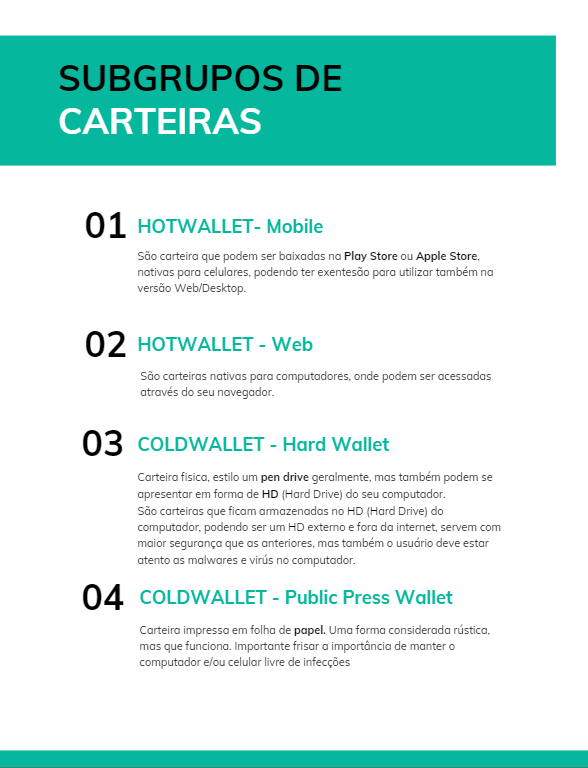 SUBGRUPOS DE
CARTEIRAS
01 HOTWALLET- Mobile
São carteira que podem ser baixadas na Play Store ou Apple Store,
nativas para celulares, podendo ter exentesão para utilizar também na
versão Web/Desktop.
02 HOTWALLET - Web
São carteiras nativas para computadores, onde podem ser acessadas
através do seu navegador.
03 COLDWALLET - Hard Wallet
Carteira fisica, estilo um pen drive geralmente, mas também podem se
apresentar em forma de HD (Hard Drive) do seu computador.
São carteiras que ficam armazenadas no HD (Hard Drive) do
computador, podendo ser um HD externo e fora da internet, servem com
maior segurança que as anteriores, mas também o usuário deve estar
atento as malwares e virús no computador.
04 COLDWALLET - Public Press Wallet
Carteira impressa em folha de papel. Uma forma considerada rústica,
mas que funciona. Importante frisar a importância de manter o
computador e/ou celular livre de infecções